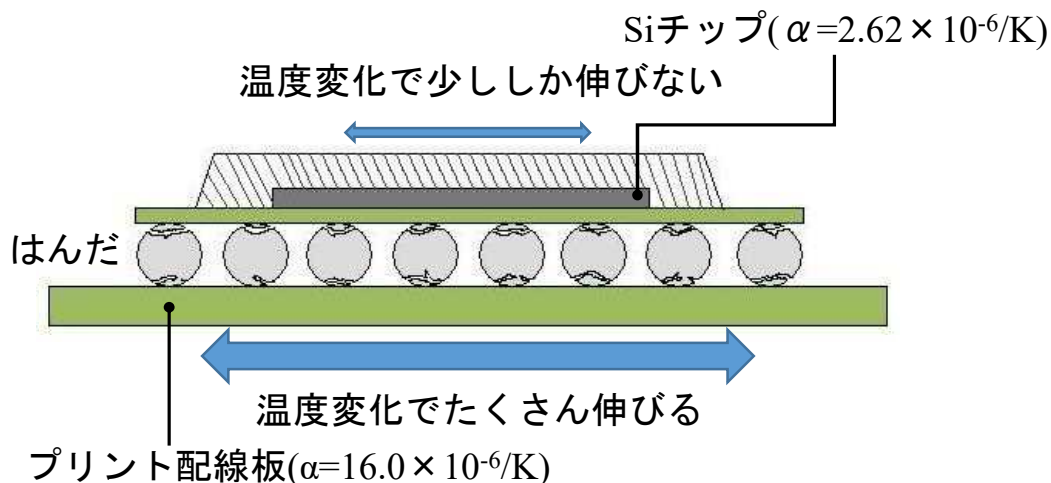 Siチップ(α=2.62×10⁻⁶/K)
温度変化で少ししか伸びない
はんだ
温度変化でたくさん伸びる
プリント配線板(α=16.0×10⁻⁶/K)